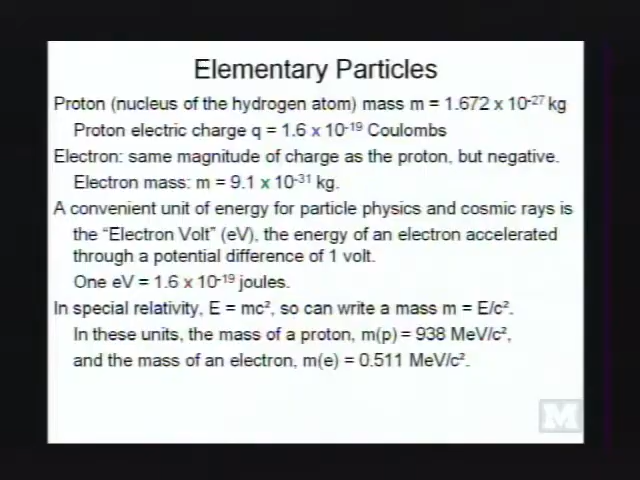 Elementary Particles
Proton (nucleus of the hydrogen atom) mass m = 1.672 x 10⁻²⁷ kg
Proton electric charge q = 1.6 x 10⁻¹⁹ Coulombs
Electron: same magnitude of charge as the proton, but negative.
Electron mass: m = 9.1 x 10⁻³¹ kg.
A convenient unit of energy for particle physics and cosmic rays is
the “Electron Volt” (eV), the energy of an electron accelerated
through a potential difference of 1 volt.
One eV = 1.6 x 10⁻¹⁹ joules.
In special relativity, E = mc², so can write a mass m = E/c².
In these units, the mass of a proton, m(p) = 938 MeV/c²,
and the mass of an electron, m(e) = 0.511 MeV/c².
M